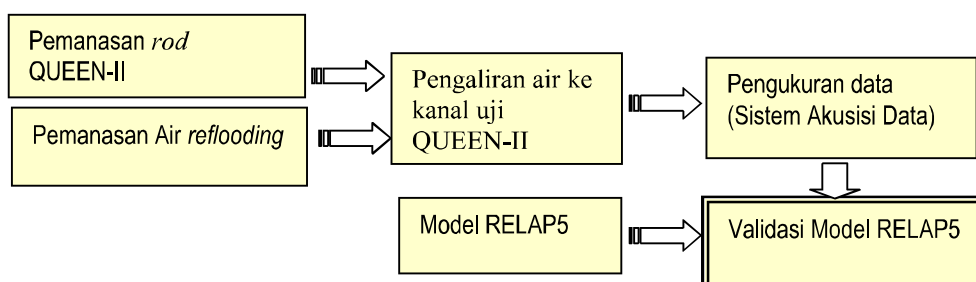 Pemanasan rod
QUEEN-II
Pemanasan Air reflooding
Pengaliran air ke
kanal uji
QUEEN-II
Pengukuran data
(Sistem Akusisi Data)
Model RELAP5
Validasi Model RELAP5